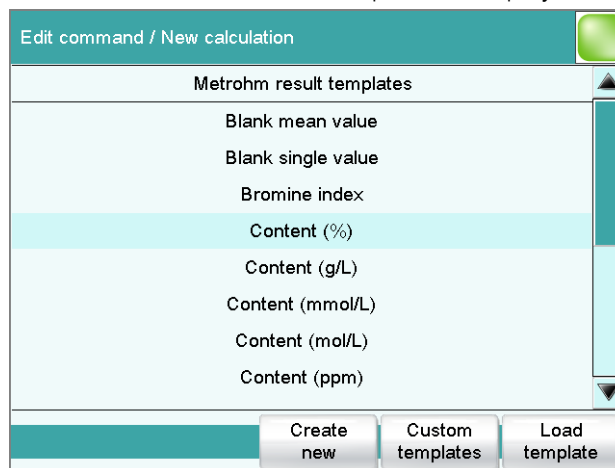 Edit command / New calculation
Metrohm result templates
Blank mean value
Blank single value
Bromine index
Content (%)
Content (g/L)
Content (mmol/L)
Content (mol/L)
Content (ppm)
Create
new
Custom
templates
Load
template